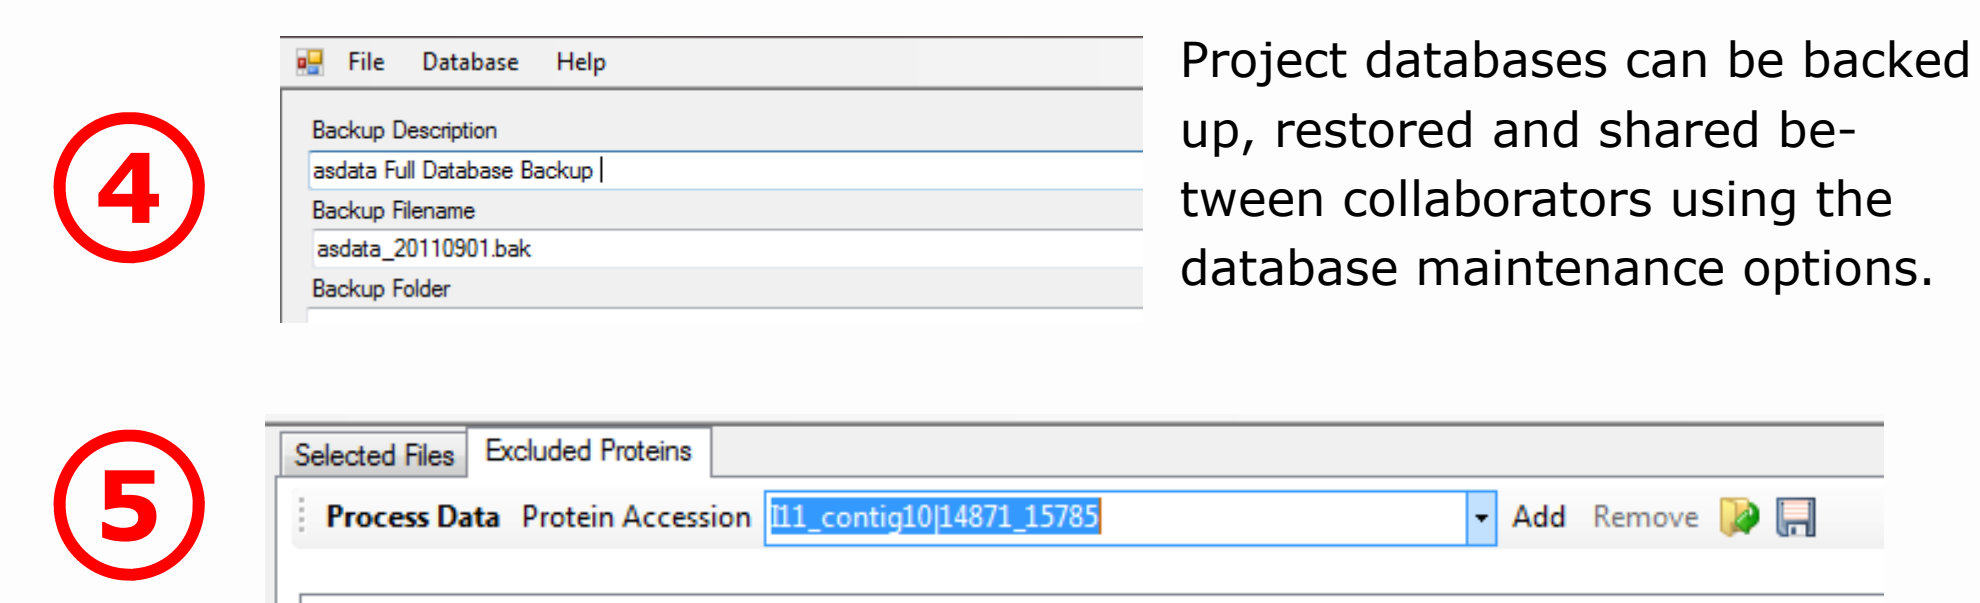 4
File Database Help
Backup Description
asdata Full Database Backup
Backup Filename
asdata_20110901.bak
Backup Folder
Project databases can be backed
up, restored and shared be-
tween collaborators using the
database maintenance options.
5
Selected Files Excluded Proteins
Process Data Protein Accession I11_contig10|14871_15785 Add Remove